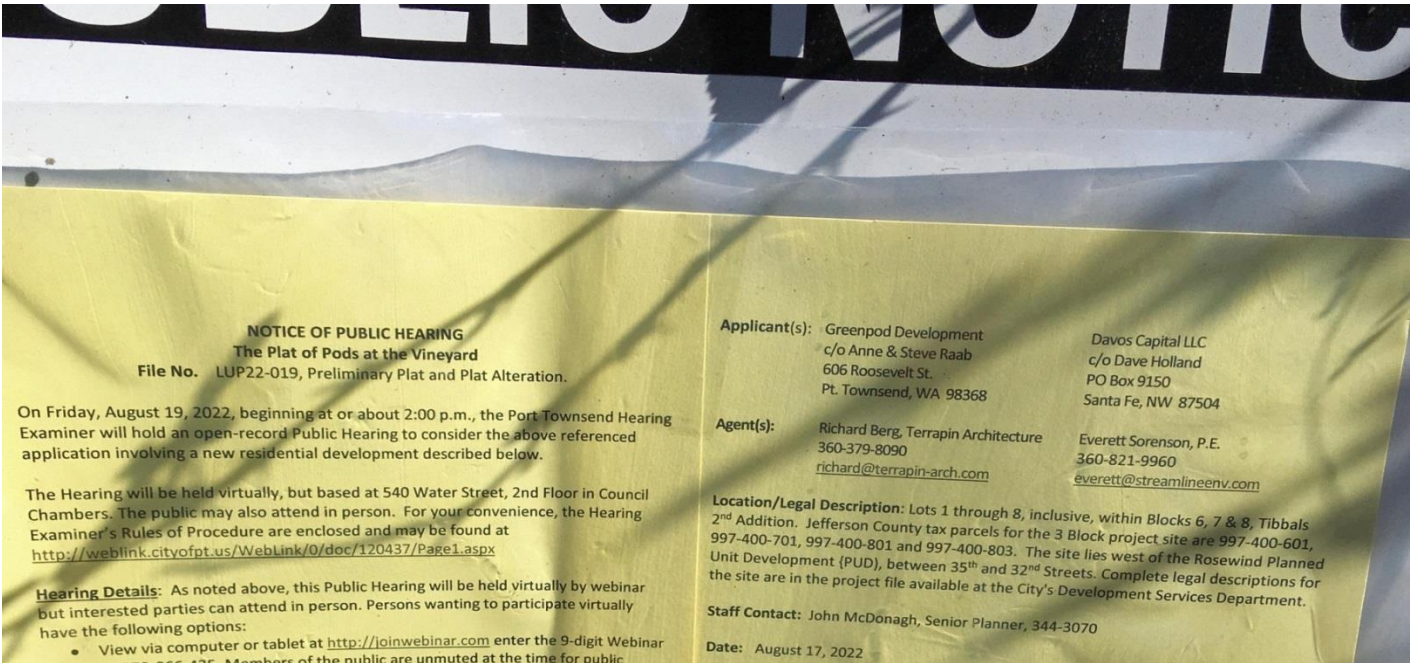 PUBLIC NOTIC
NOTICE OF PUBLIC HEARING
The Plat of Pods at the Vineyard
File No. LUP22-019, Preliminary Plat and Plat Alteration.
On Friday, August 19, 2022, beginning at or about 2:00 p.m., the Port Townsend Hearing
Examiner will hold an open-record Public Hearing to consider the above referenced
application involving a new residential development described below.
The Hearing will be held virtually, but based at 540 Water Street, 2nd Floor in Council
Chambers. The public may also attend in person. For your convenience, the Hearing
Examiner's Rules of Procedure are enclosed and may be found at
http://weblink.cityofpt.us/WebLink/0/doc/120437/Page1.aspx
Hearing Details: As noted above, this Public Hearing will be held virtually by webinar
but interested parties can attend in person. Persons wanting to participate virtually
have the following options:
• View via computer or tablet at http://joinwebinar.com enter the 9-digit Webinar
Members of the public are unmuted at the time for public
Applicant(s): Greenpod Development
c/o Anne & Steve Raab
606 Roosevelt St.
Pt. Townsend, WA 98368
Davos Capital LLC
c/o Dave Holland
PO Box 9150
Santa Fe, NW 87504
Agent(s): Richard Berg, Terrapin Architecture
360-379-8090
richard@terrapin-arch.com
Everett Sorenson, P.E.
360-821-9960
everett@streamlineenv.com
Location/Legal Description: Lots 1 through 8, inclusive, within Blocks 6, 7 & 8, Tibbals
2nd Addition. Jefferson County tax parcels for the 3 Block project site are 997-400-601,
997-400-701, 997-400-801 and 997-400-803. The site lies west of the Rosewind Planned
Unit Development (PUD), between 35th and 32nd Streets. Complete legal descriptions for
the site are in the project file available at the City's Development Services Department.
Staff Contact: John McDonagh, Senior Planner, 344-3070
Date: August 17, 2022